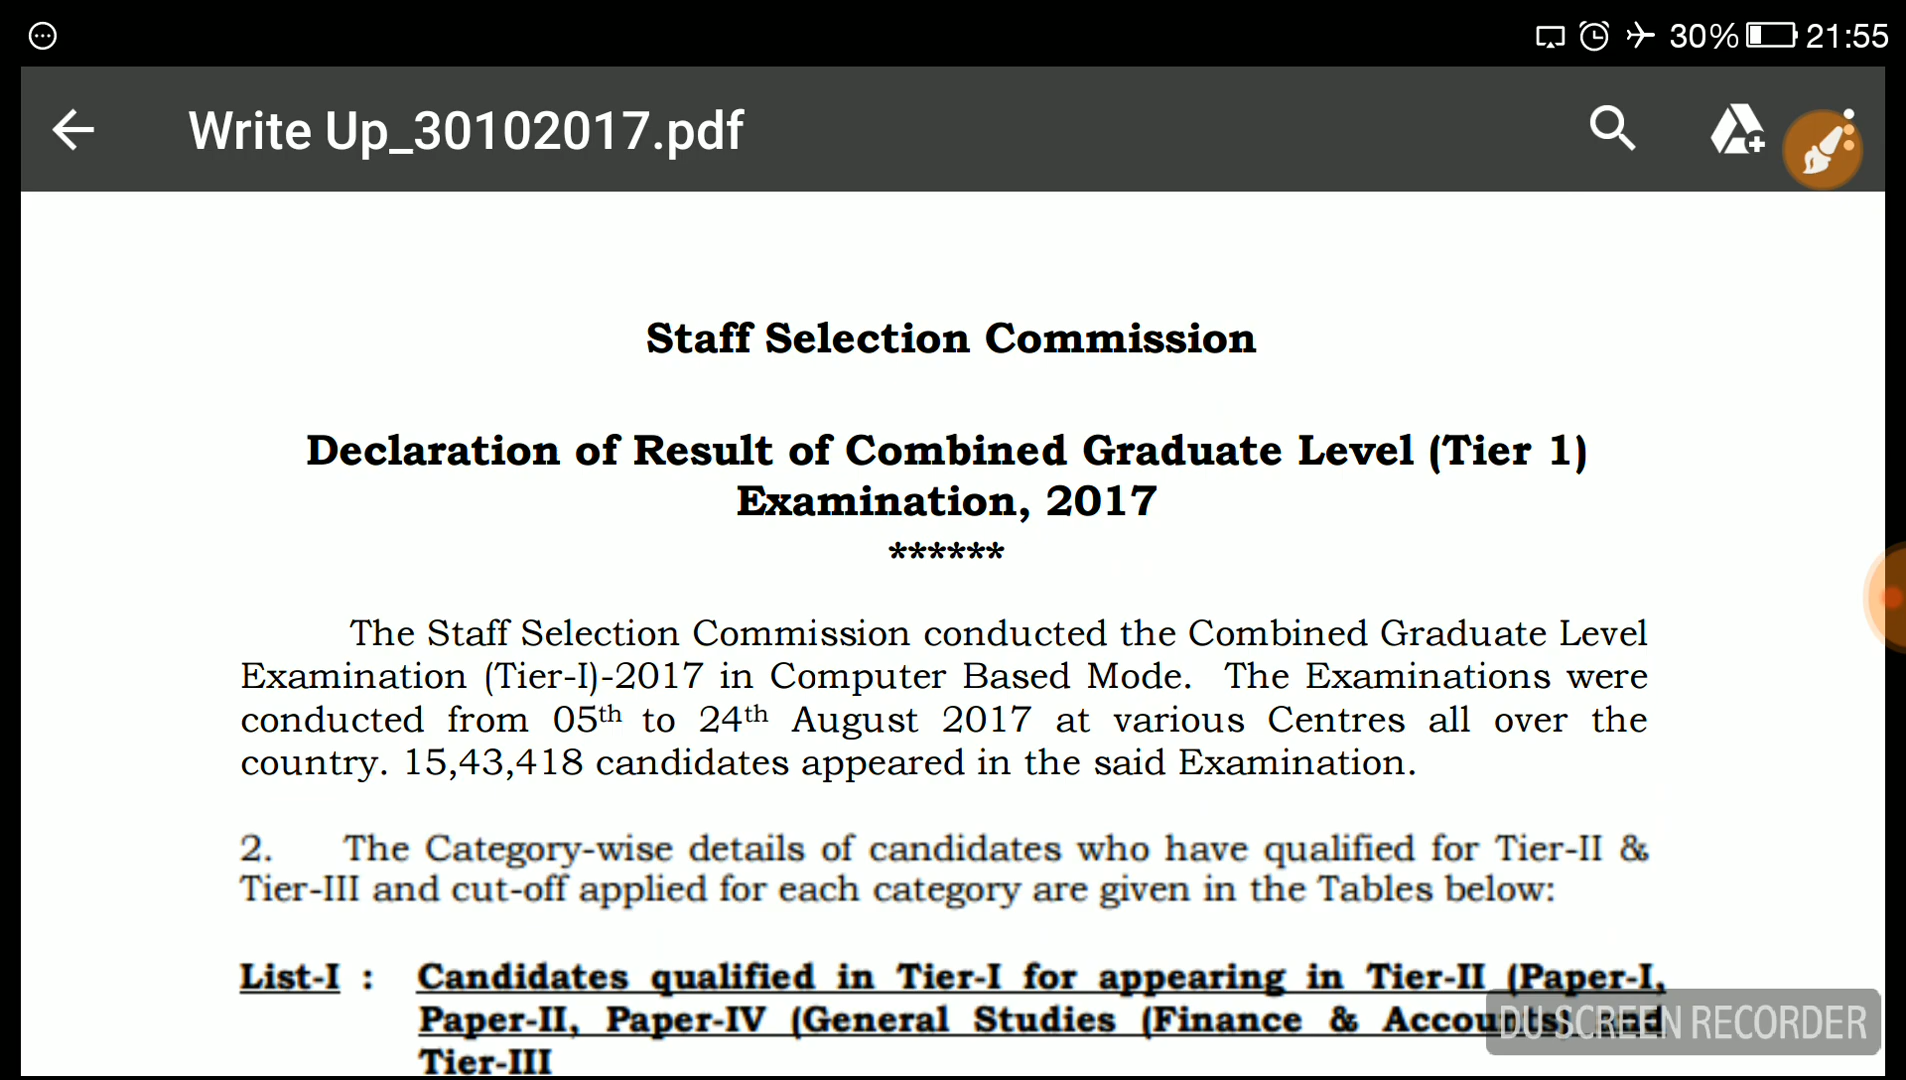 30% 21:55
Write Up_30102017.pdf
Staff Selection Commission
Declaration of Result of Combined Graduate Level (Tier 1)
Examination, 2017
******
The Staff Selection Commission conducted the Combined Graduate Level
Examination (Tier-I)-2017 in Computer Based Mode. The Examinations were
conducted from 05th to 24th August 2017 at various Centres all over the
country. 15,43,418 candidates appeared in the said Examination.
2. The Category-wise details of candidates who have qualified for Tier-II &
Tier-III and cut-off applied for each category are given in the Tables below:
List-I : Candidates qualified in Tier-I for appearing in Tier-II (Paper-I,
Paper-II, Paper-IV (General Studies (Finance & Accounts) and
Tier-III
DU SCREEN RECORDER